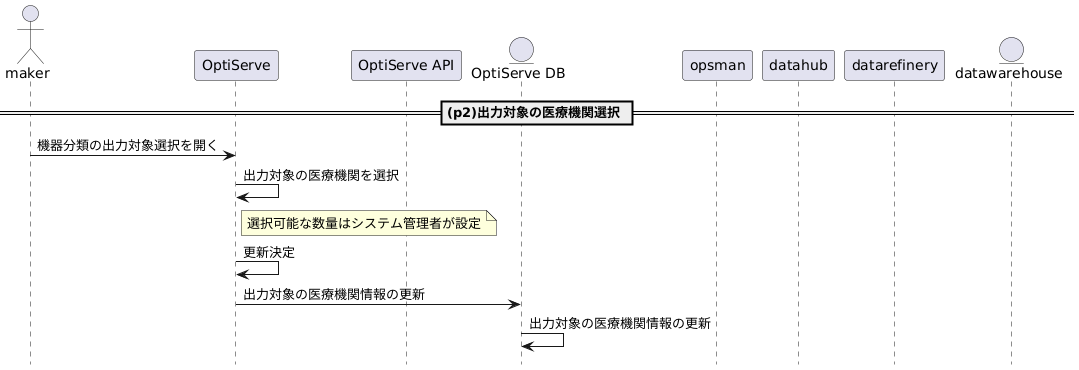 maker
OptiServe
OptiServe API
OptiServe DB
opsman
datahub
datarefinery
datawarehouse
(p2)出力対象の医療機関選択
機器分類の出力対象選択を開く
出力対象の医療機関を選択
選択可能な数量はシステム管理者が設定
更新決定
出力対象の医療機関情報の更新
出力対象の医療機関情報の更新